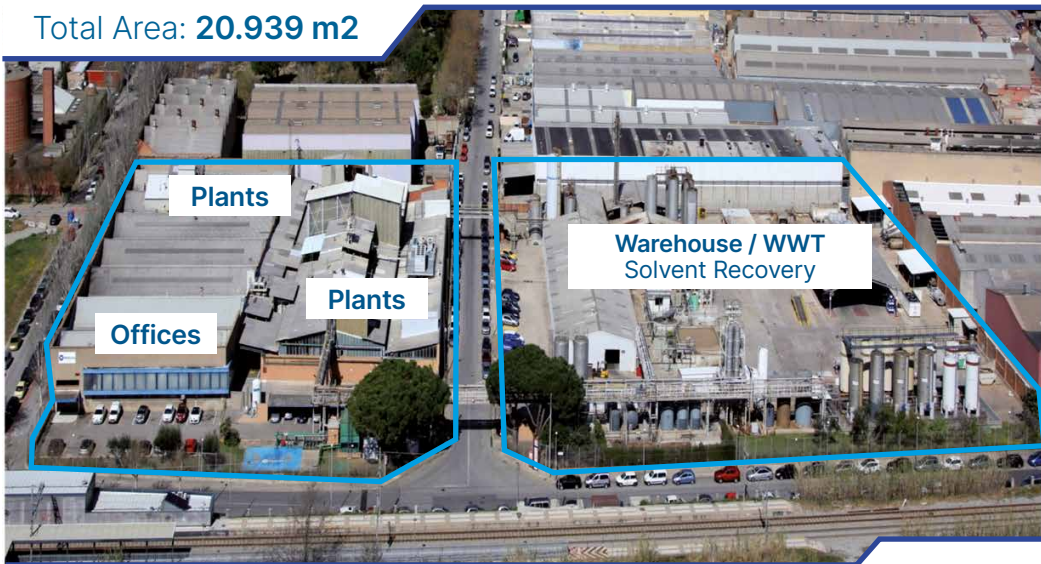 Total Area: 20.939 m2
Plants
Warehouse / WWT
Solvent Recovery
Plants
Offices